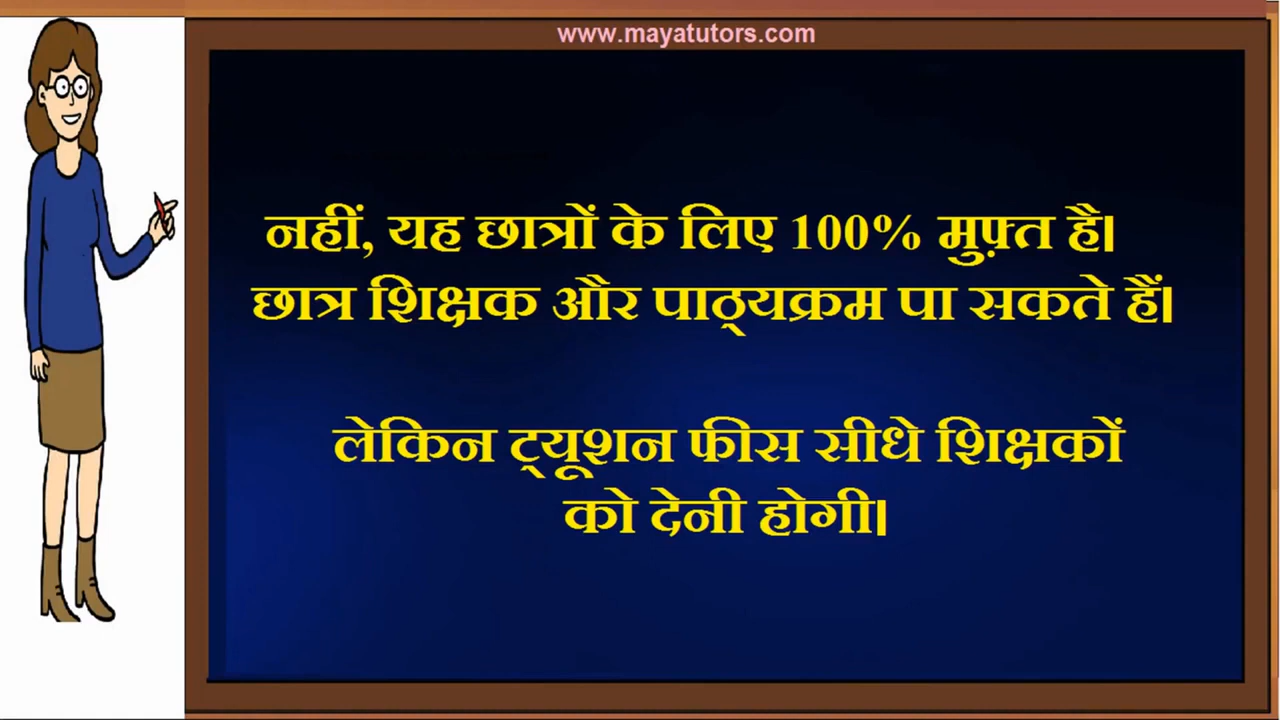 www.mayatutors.com
नहीं, यह छात्रों के लिए 100% मुफ़्त है।
छात्र शिक्षक और पाठ्यक्रम पा सकते हैं।
लेकिन ट्यूशन फीस सीधे शिक्षकों
को देनी होगी।